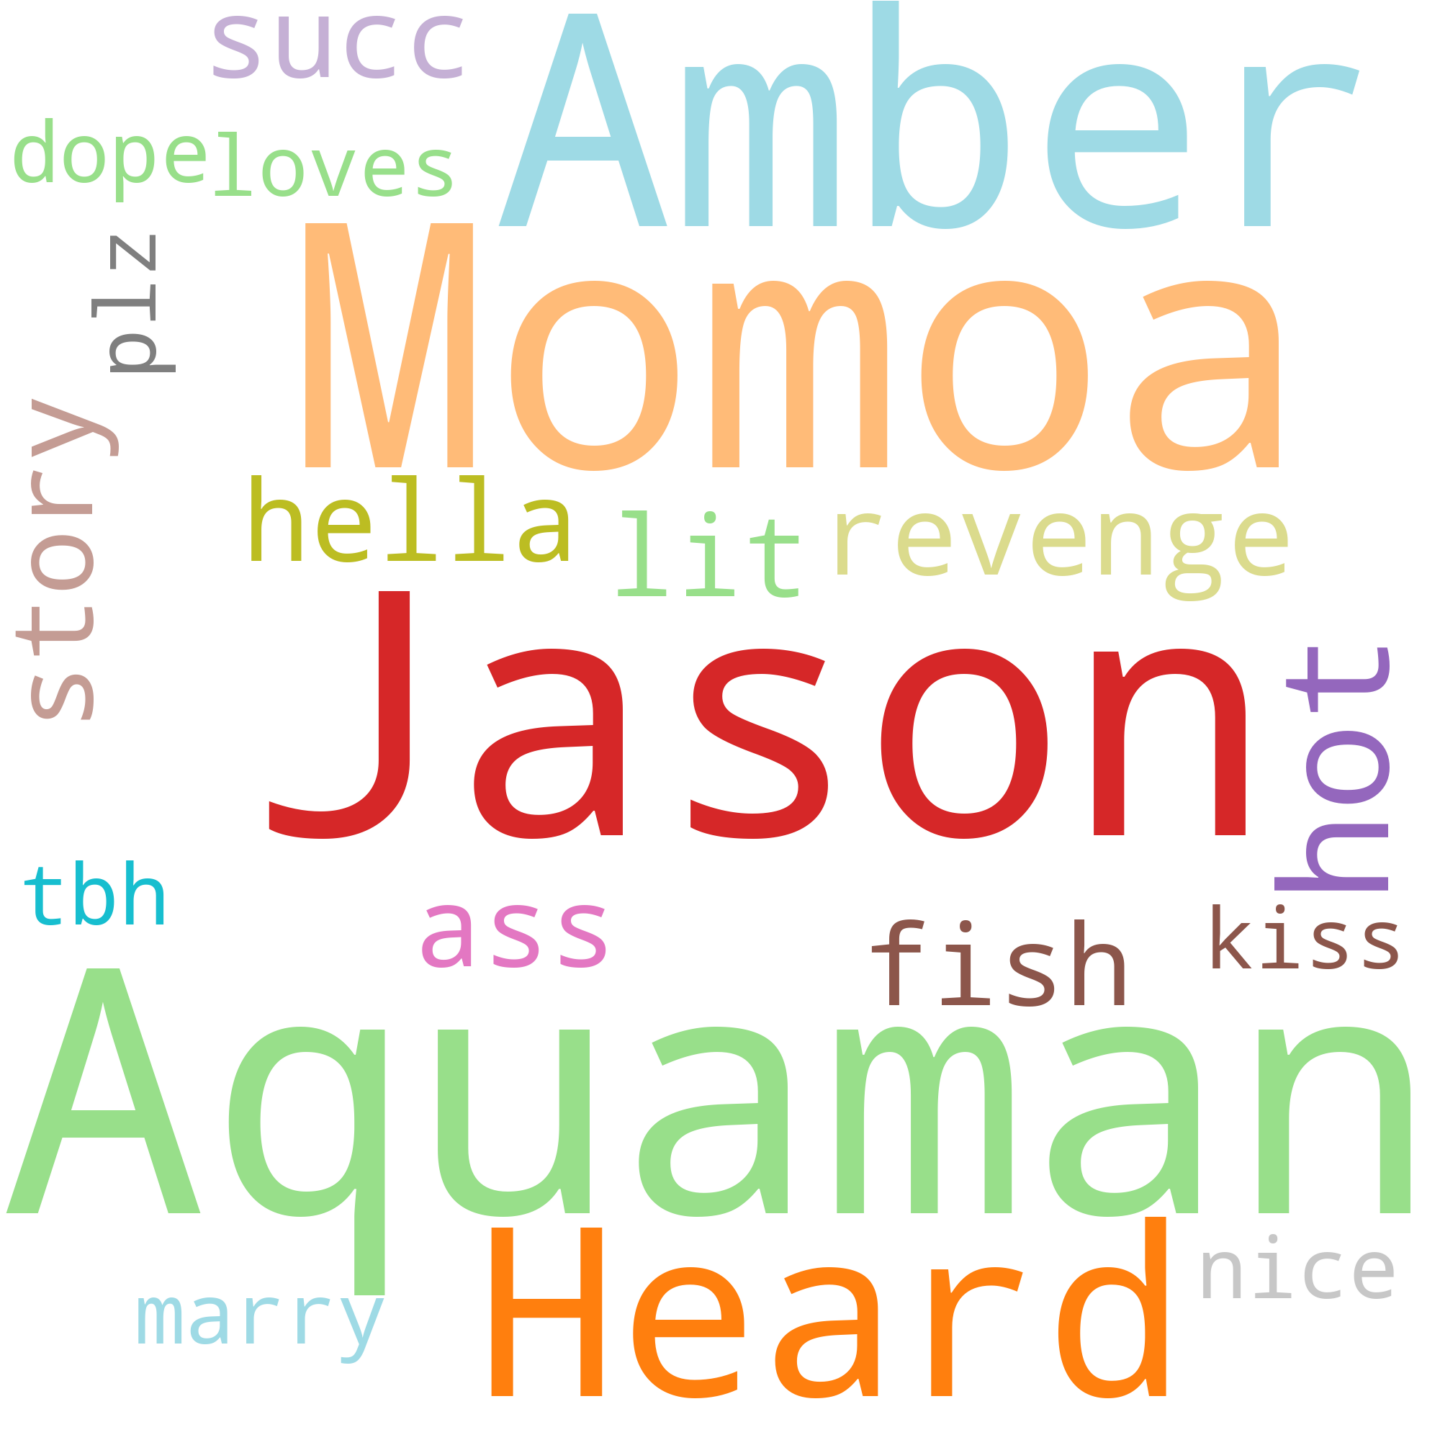 succ
Amber
dope
loves
plz
Momoa
story
hella
lit
revenge
Jason
hot
tbh
ass
fish
kiss
Aquaman
marry
Heard
nice